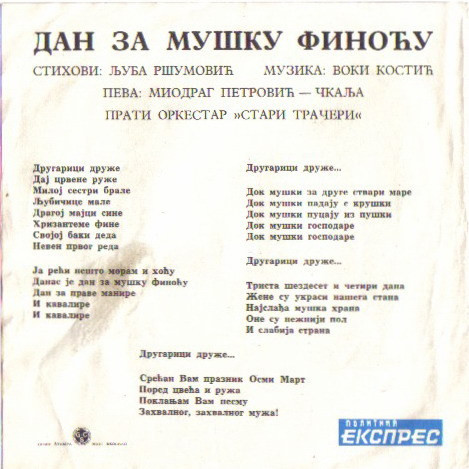 ДАН ЗА МУШКУ ФИНОЋУ
СТИХОВИ: ЉУБА РШУМОВИЋ МУЗИКА: ВОКИ КОСТИЋ
ПЕВА: МИОДРАГ ПЕТРОВИЋ — ЧКАЉА
ПРАТИ ОРКЕСТАР »СТАРИ ТРАЧЕРИ«
Другарици друже
Дај црвене руже
Милој сестри брале
Љубичице мале
Драгој мајци сине
Хризантеме фине
Својој баки деда
Невен првог реда
Ја рећи нешто морам и хоћу
Данас је дан за мушку финоћу
Дан за праве манире
И кавалире
И кавалире
Другарици друже...
Док мушки за друге ствари маре
Док мушки падају с крушки
Док мушки пуцају из пушки
Док мушки господаре
Док мушки господаре
Другарици друже...
Триста шездесет и четири дана
Жене су украси нашега стана
Најслађа мушка храна
Оне су нежнији пол
И слабија страна
Другарици друже...
Срећан Вам празник Осми Март
Поред цвећа и ружа
Поклањам Вам песму
Захвалног, захвалног мужа!
ПОЛИТИКА
ЕКСПРЕС